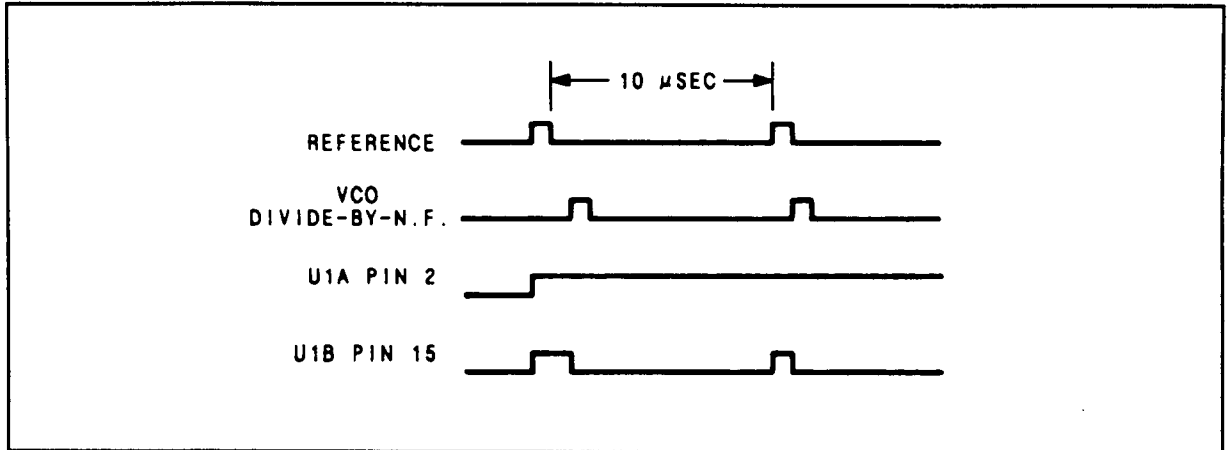 10 μSEC
REFERENCE
VCO
DIVIDE-BY-N.F.
U1A PIN 2
U1B PIN 15